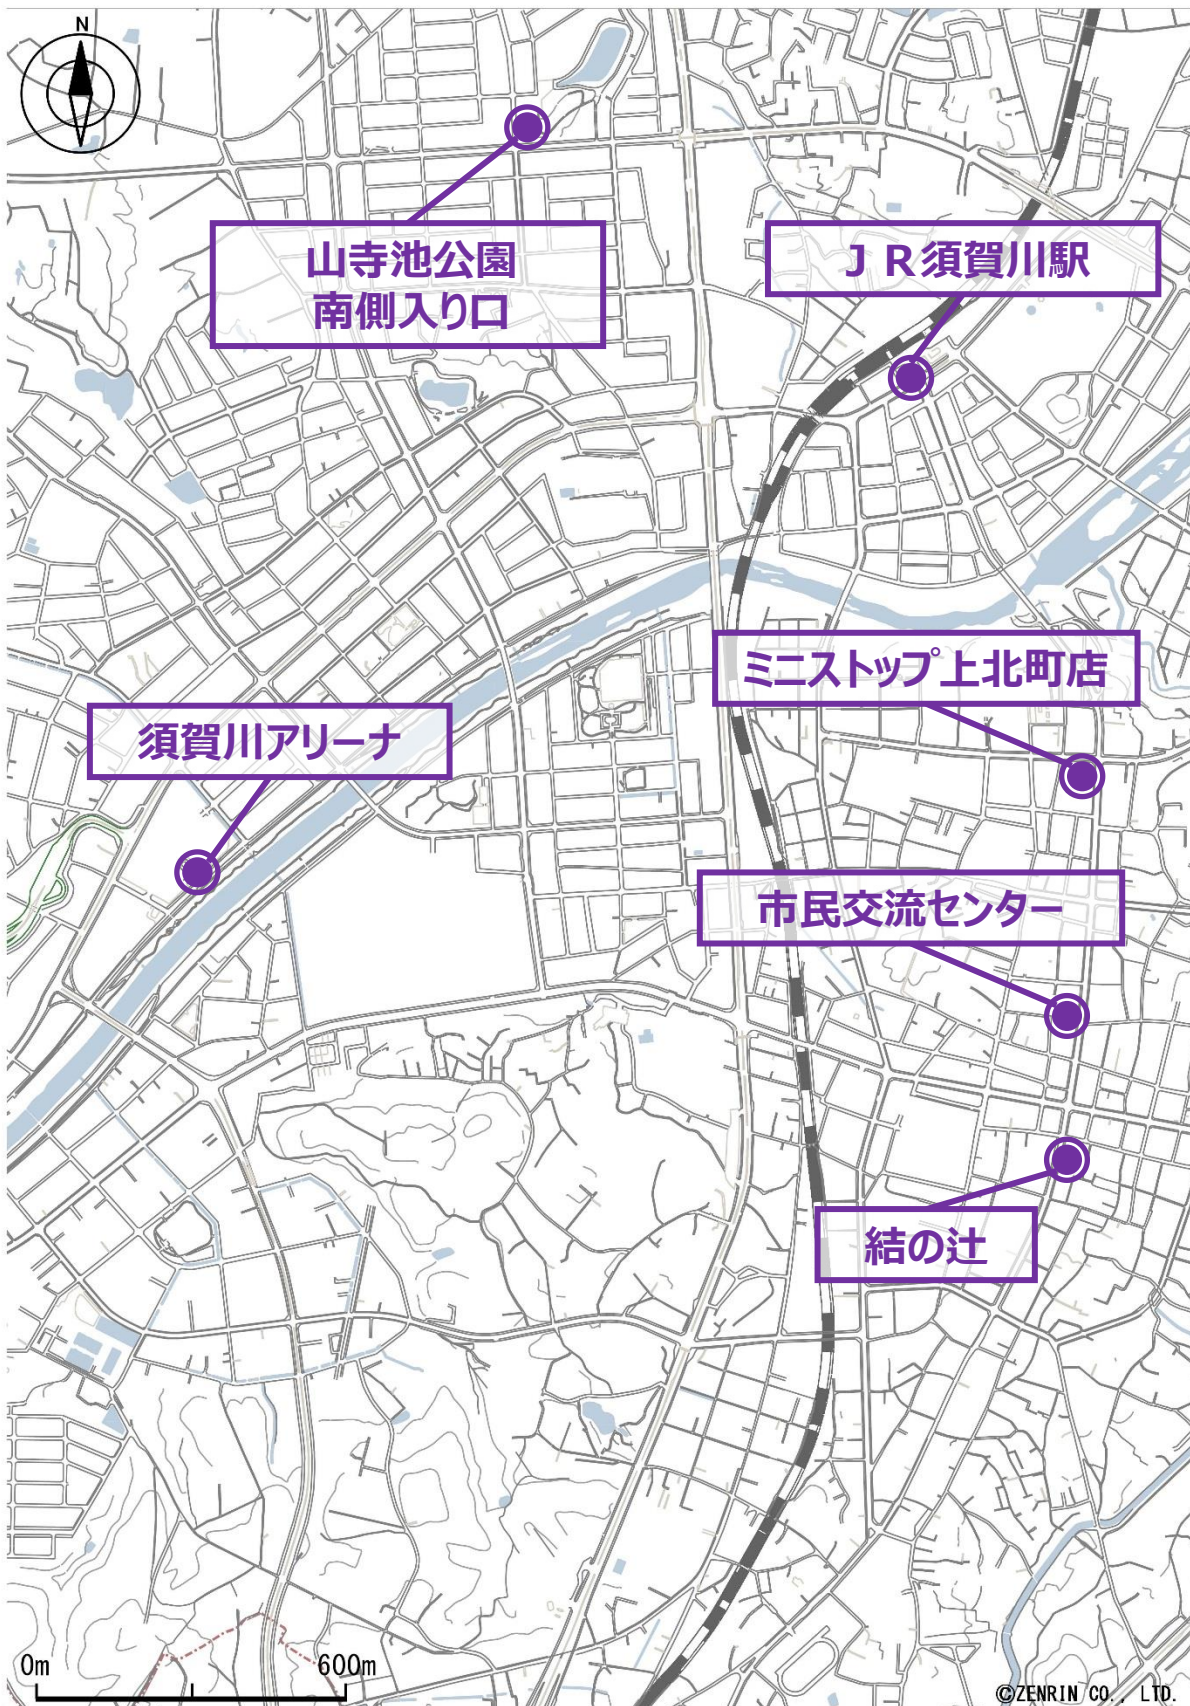 N
山寺池公園
南側入り口
ＪＲ須賀川駅
ミニストップ上北町店
須賀川アリーナ
市民交流センター
結の辻
0m 600m
©ZENRIN CO., LTD.